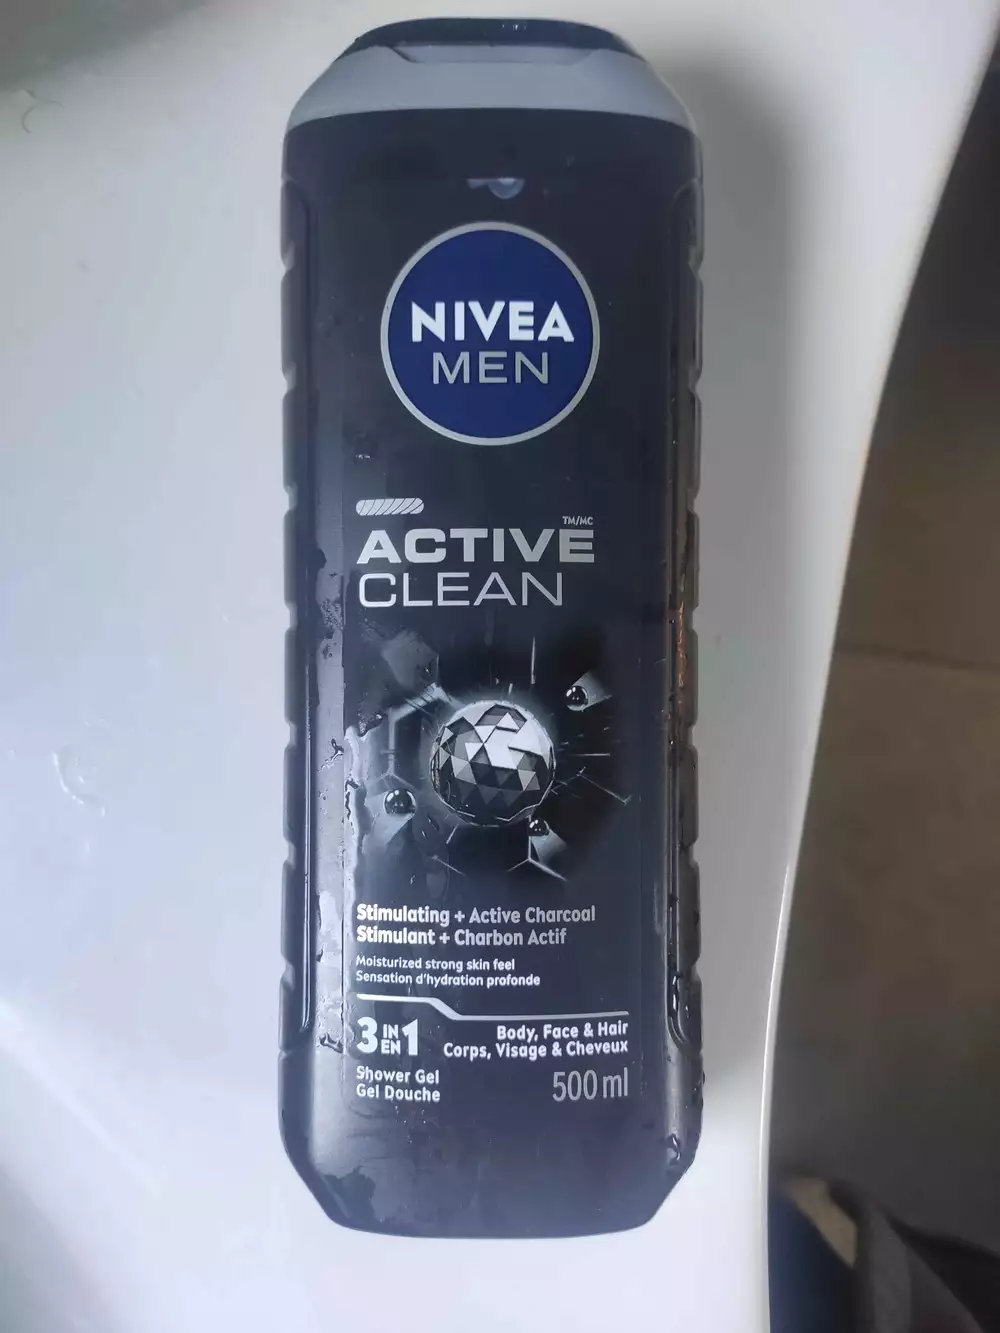 NIVEA
MEN
ACTIVE TM/MC
CLEAN
Stimulating + Active Charcoal
Stimulant + Charbon Actif
Moisturized strong skin feel
Sensation d'hydration profonde
3 IN EN 1
Body, Face & Hair
Corps, Visage & Cheveux
Shower Gel
Gel Douche
500 ml